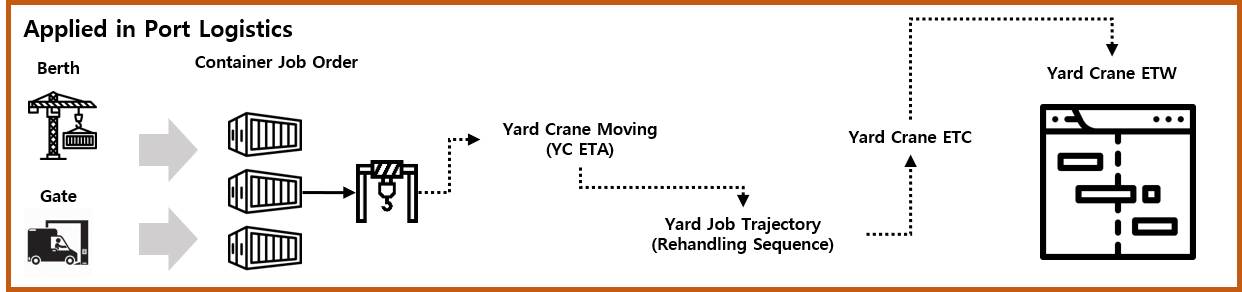 Applied in Port Logistics
Berth
Container Job Order
Gate
Yard Crane Moving
(YC ETA)
Yard Job Trajectory
(Rehandling Sequence)
Yard Crane ETC
Yard Crane ETW